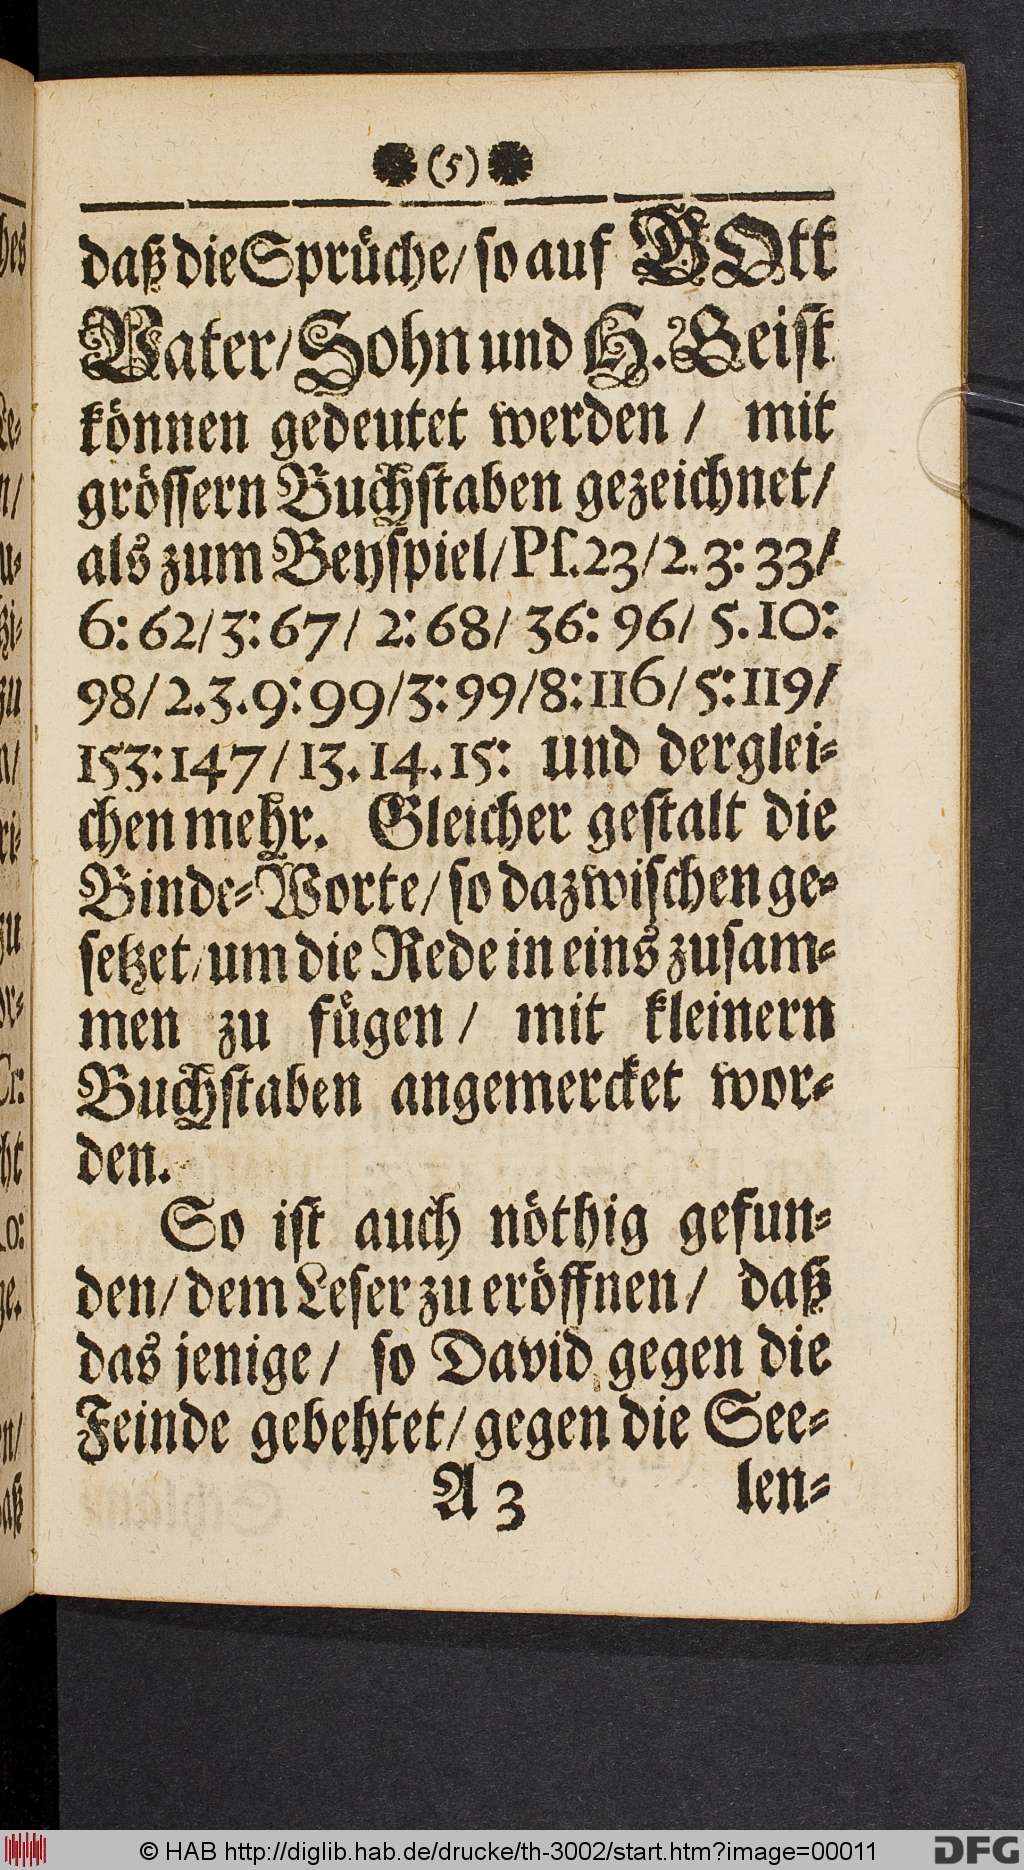 (5)
daß die Sprüche/ so auf GOtt
Vater/ Sohn und H. Geist
können gedeutet werden/ mit
grössern Buchstaben gezeichnet/
als zum Beyspiel/ Ps.23/2.3: 33/
6: 62/3: 67/ 2: 68/ 36: 96/ 5.10:
98/2.3.9: 99/3: 99/8: 116/5: 119/
153: 147/13.14.15: und derglei-
chen mehr. Gleicher gestalt die
Binde-Worte/ so dazwischen ge-
setzet/ um die Rede in eins zusam-
men zu fügen/ mit kleinern
Buchstaben angemercket wor-
den.
So ist auch nöthig gefun-
den/ dem Leser zu eröffnen/ daß
das jenige/ so David gegen die
Feinde gebehtet/ gegen die See-
A 3 len-
© HAB http://diglib.hab.de/drucke/th-3002/start.htm?image=00011
DFG